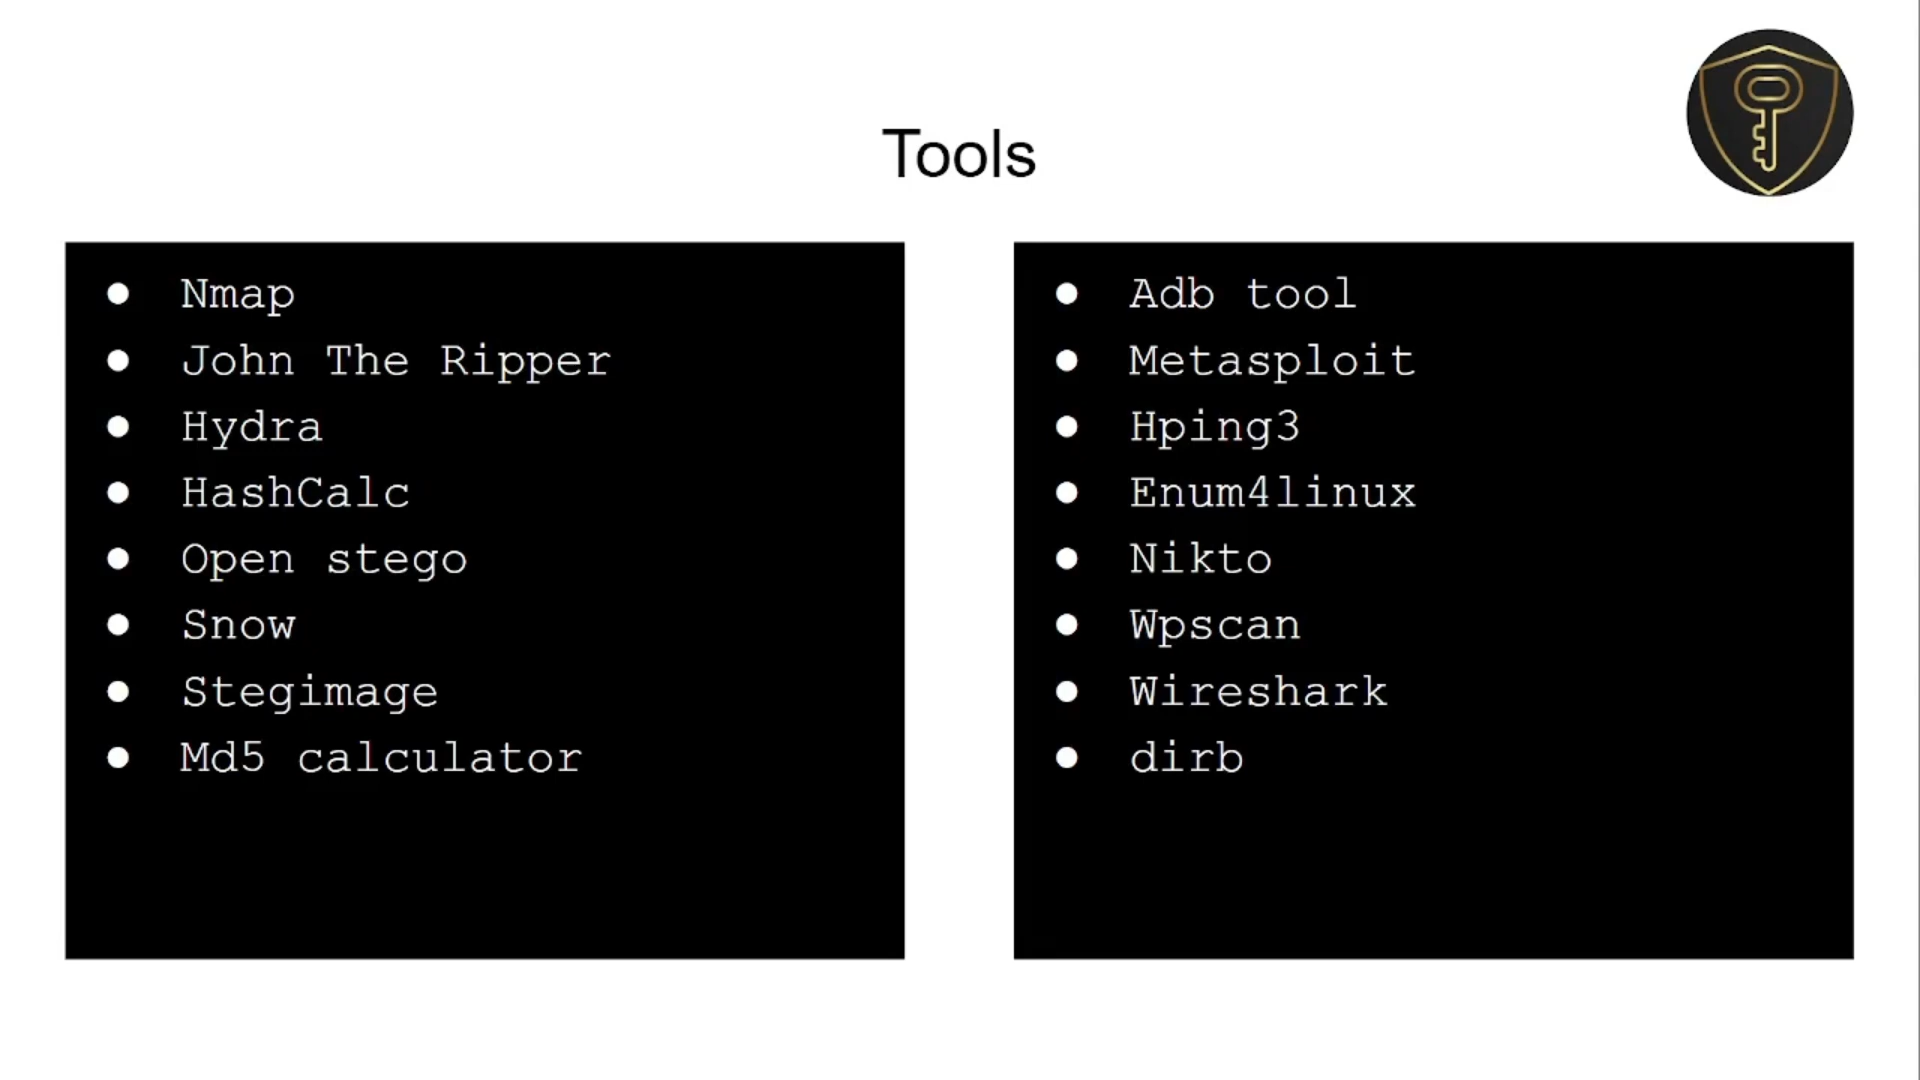 Tools
Nmap
John The Ripper
Hydra
HashCalc
Open stego
Snow
Stegimage
Md5 calculator
Adb tool
Metasploit
Hping3
Enum4linux
Nikto
Wpscan
Wireshark
dirb